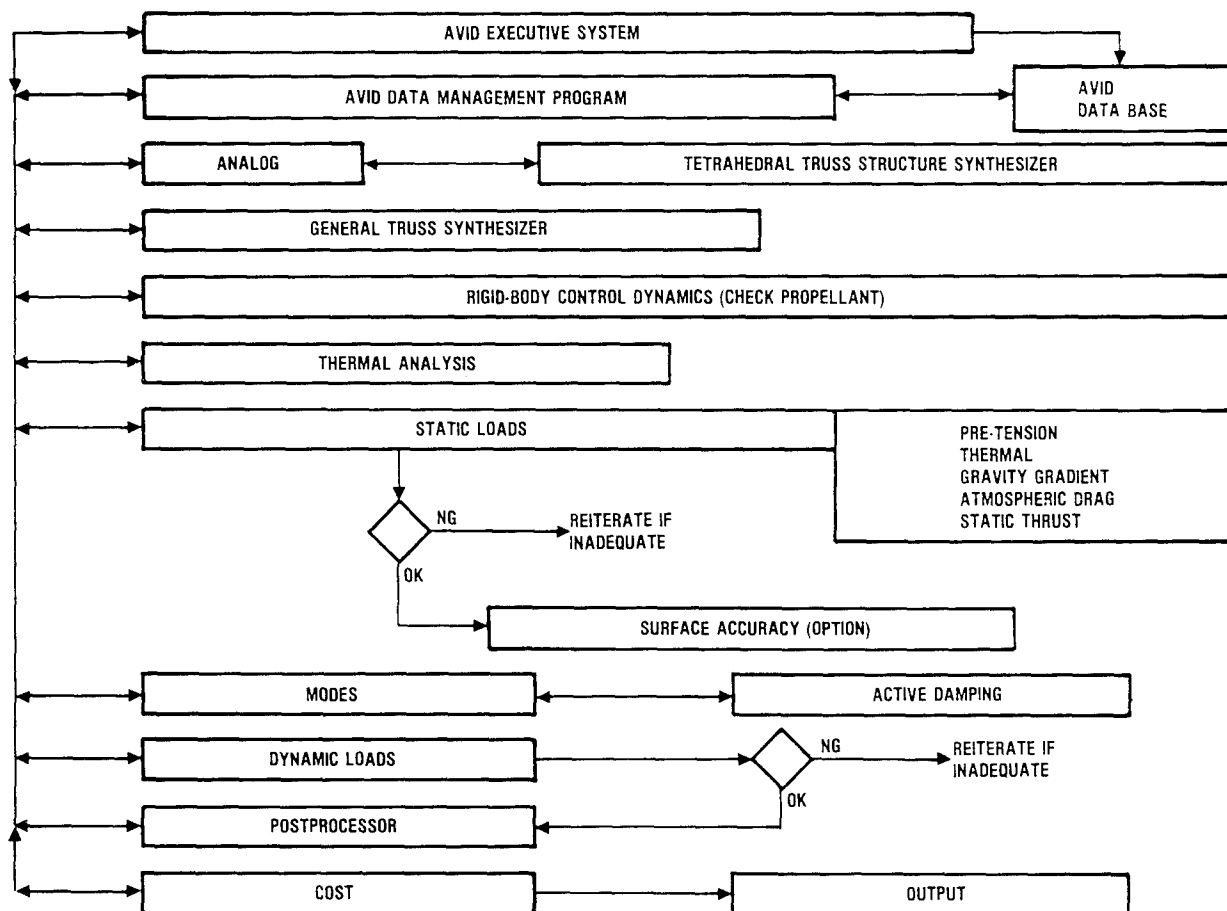 AVID EXECUTIVE SYSTEM
AVID DATA MANAGEMENT PROGRAM
AVID
DATA BASE
ANALOG
TETRAHEDRAL TRUSS STRUCTURE SYNTHESIZER
GENERAL TRUSS SYNTHESIZER
RIGID-BODY CONTROL DYNAMICS (CHECK PROPELLANT)
THERMAL ANALYSIS
STATIC LOADS
PRE-TENSION
THERMAL
GRAVITY GRADIENT
ATMOSPHERIC DRAG
STATIC THRUST
NG
REITERATE IF
INADEQUATE
OK
SURFACE ACCURACY (OPTION)
MODES
ACTIVE DAMPING
DYNAMIC LOADS
NG
REITERATE IF
INADEQUATE
OK
POSTPROCESSOR
COST
OUTPUT